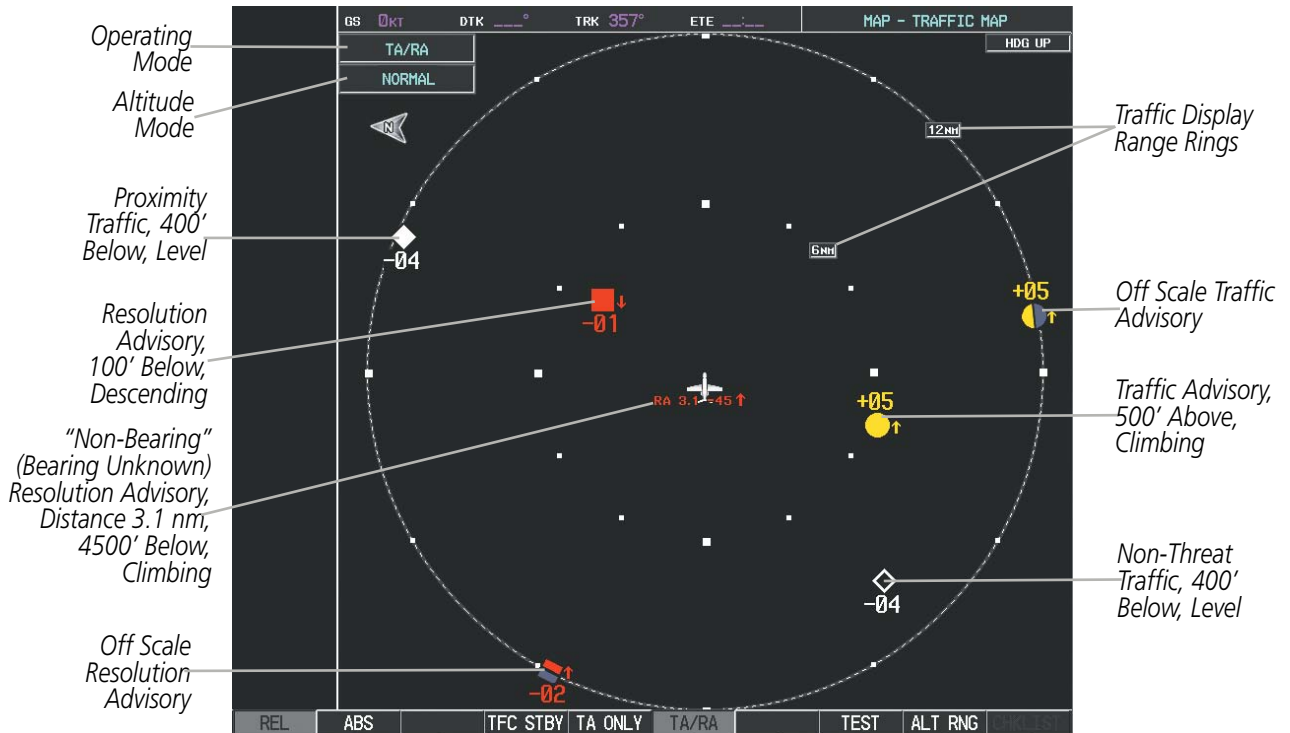 GS 0KT DTK ___° TRK 357° ETE __:__ MAP - TRAFFIC MAP
Operating
Mode
TA/RA
HDG UP
NORMAL
Altitude
Mode
N
12NM
Traffic Display
Range Rings
Proximity
Traffic, 400'
Below, Level
-04
6NM
Resolution
Advisory,
100' Below,
Descending
-01
+05
Off Scale Traffic
Advisory
RA 3.1 -45
+05
Traffic Advisory,
500' Above,
Climbing
"Non-Bearing"
(Bearing Unknown)
Resolution Advisory,
Distance 3.1 nm,
4500' Below,
Climbing
-04
Non-Threat
Traffic, 400'
Below, Level
Off Scale
Resolution
Advisory
-02
REL ABS TFC STBY TA ONLY TA/RA TEST ALT RNG CHKLIST